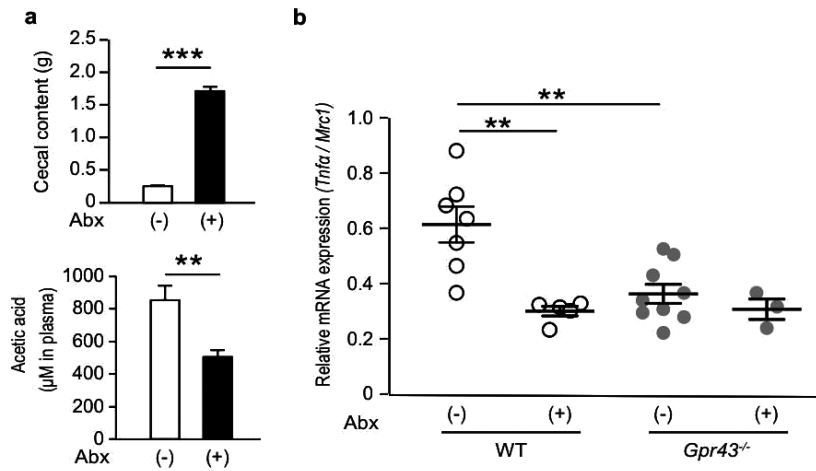 a
Cecal content (g)
***
2.5
2.0
1.5
1.0
0.5
0
Abx (-) (+)
Acetic acid
(µM in plasma)
**
1000
800
600
400
200
0
Abx (-) (+)
b
Relative mRNA expression (Tnfα / Mrc1)
**
**
1.0
0.8
0.6
0.4
0.2
0
Abx (-) (+) (-) (+)
WT Gpr43-/-